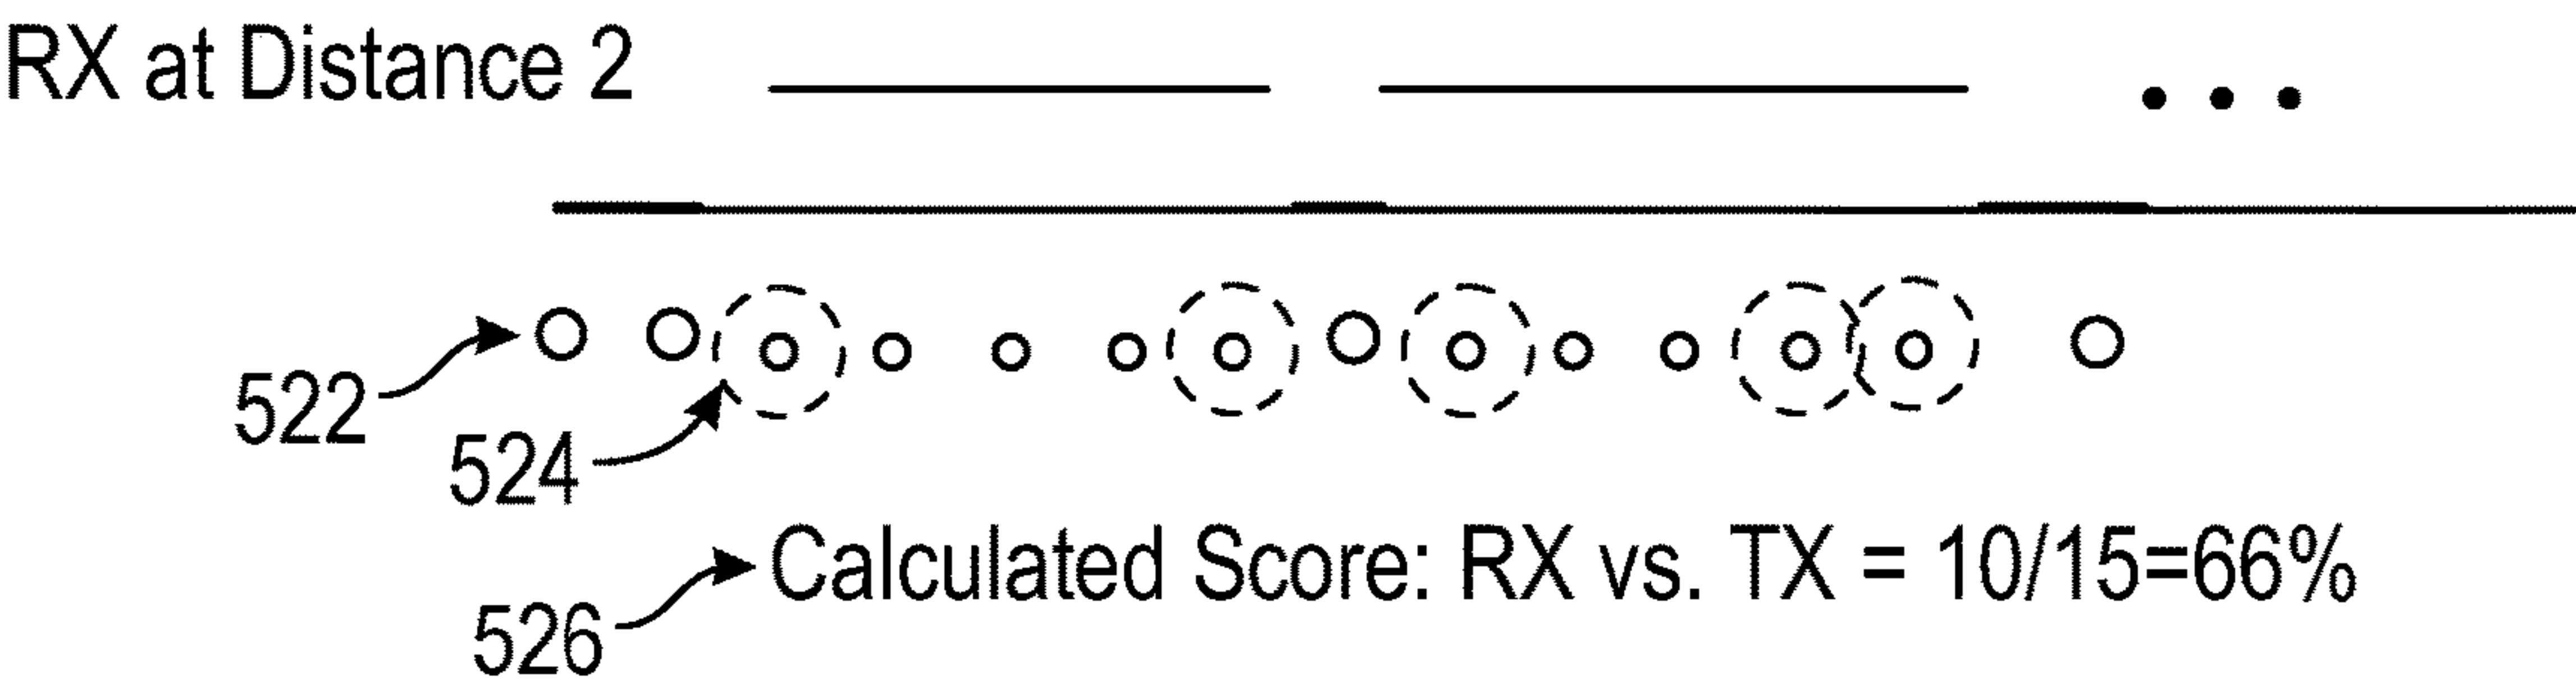 RX at Distance 2
522
524
Calculated Score: RX vs. TX = 10/15=66%
526